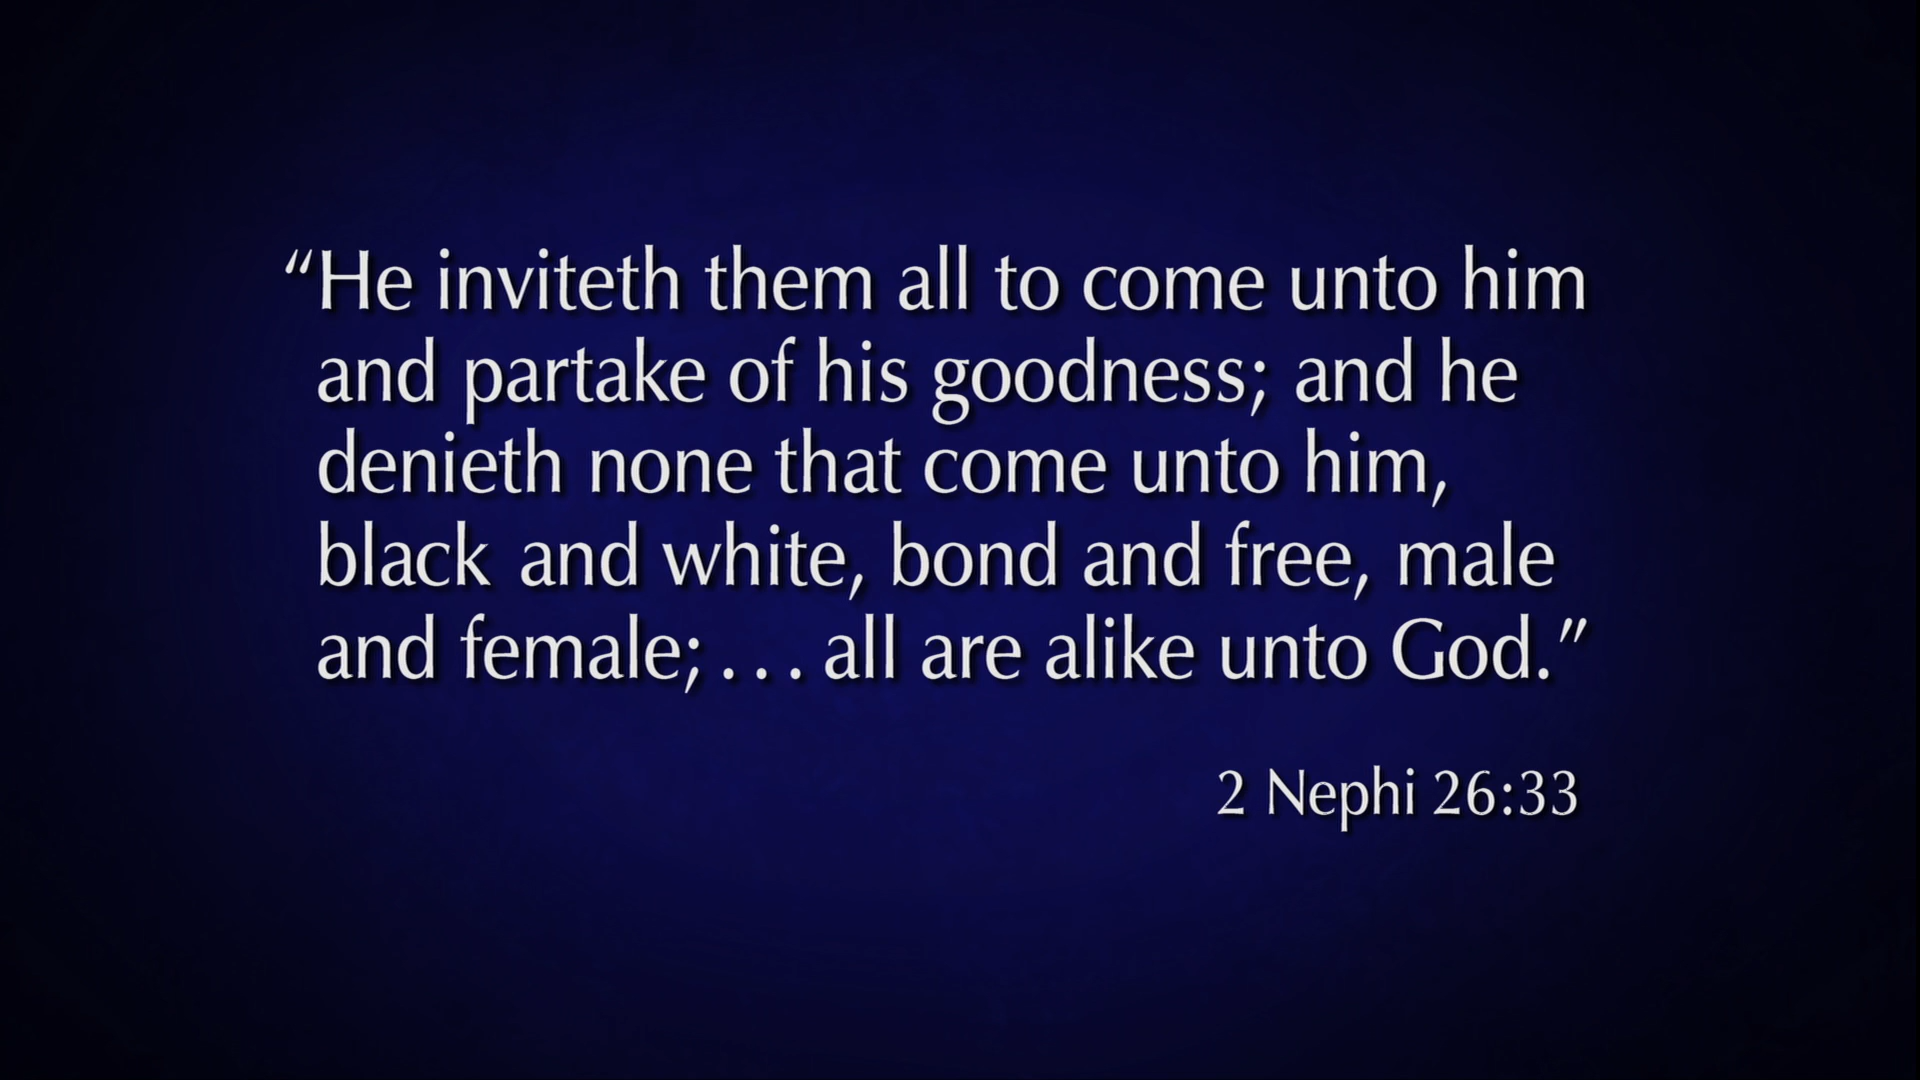 “He inviteth them all to come unto him
and partake of his goodness; and he
denieth none that come unto him,
black and white, bond and free, male
and female; . . . all are alike unto God.”
2 Nephi 26:33